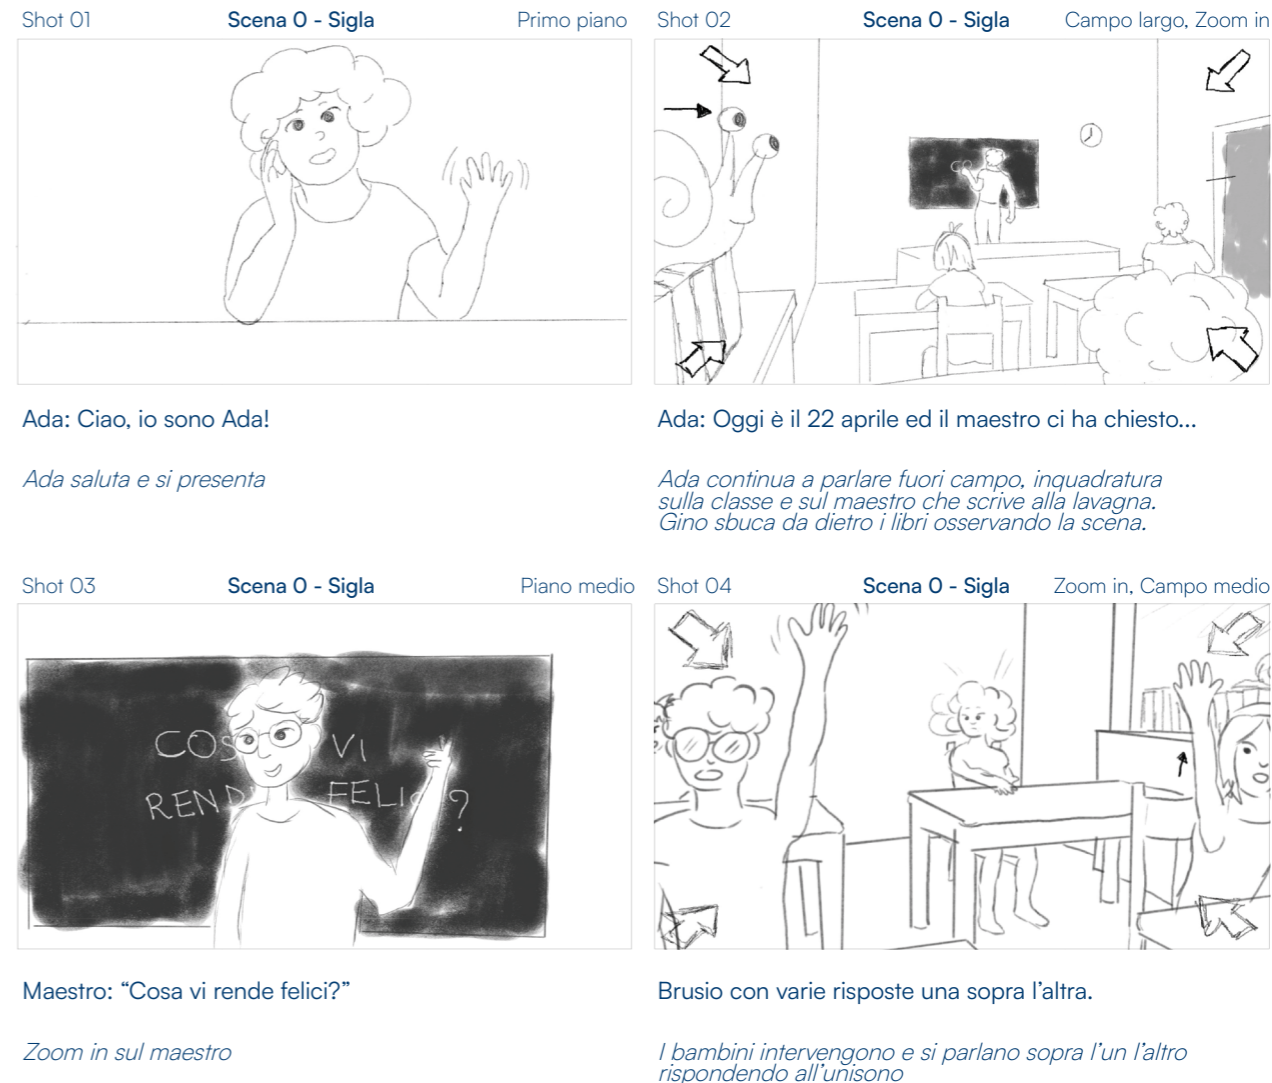 Shot 01 Scena 0 - Sigla Primo piano
Shot 02 Scena 0 - Sigla Campo largo, Zoom in
Ada: Ciao, io sono Ada!
Ada saluta e si presenta
Ada: Oggi è il 22 aprile ed il maestro ci ha chiesto...
Ada continua a parlare fuori campo, inquadratura
sulla classe e sul maestro che scrive alla lavagna.
Gino sbuca da dietro i libri osservando la scena.
Shot 03 Scena 0 - Sigla Piano medio
Shot 04 Scena 0 - Sigla Zoom in, Campo medio
COS VI
REND FELIC ?
Maestro: “Cosa vi rende felici?”
Zoom in sul maestro
Brusio con varie risposte una sopra l’altra.
I bambini intervengono e si parlano sopra l’un l’altro
rispondendo all’unisono